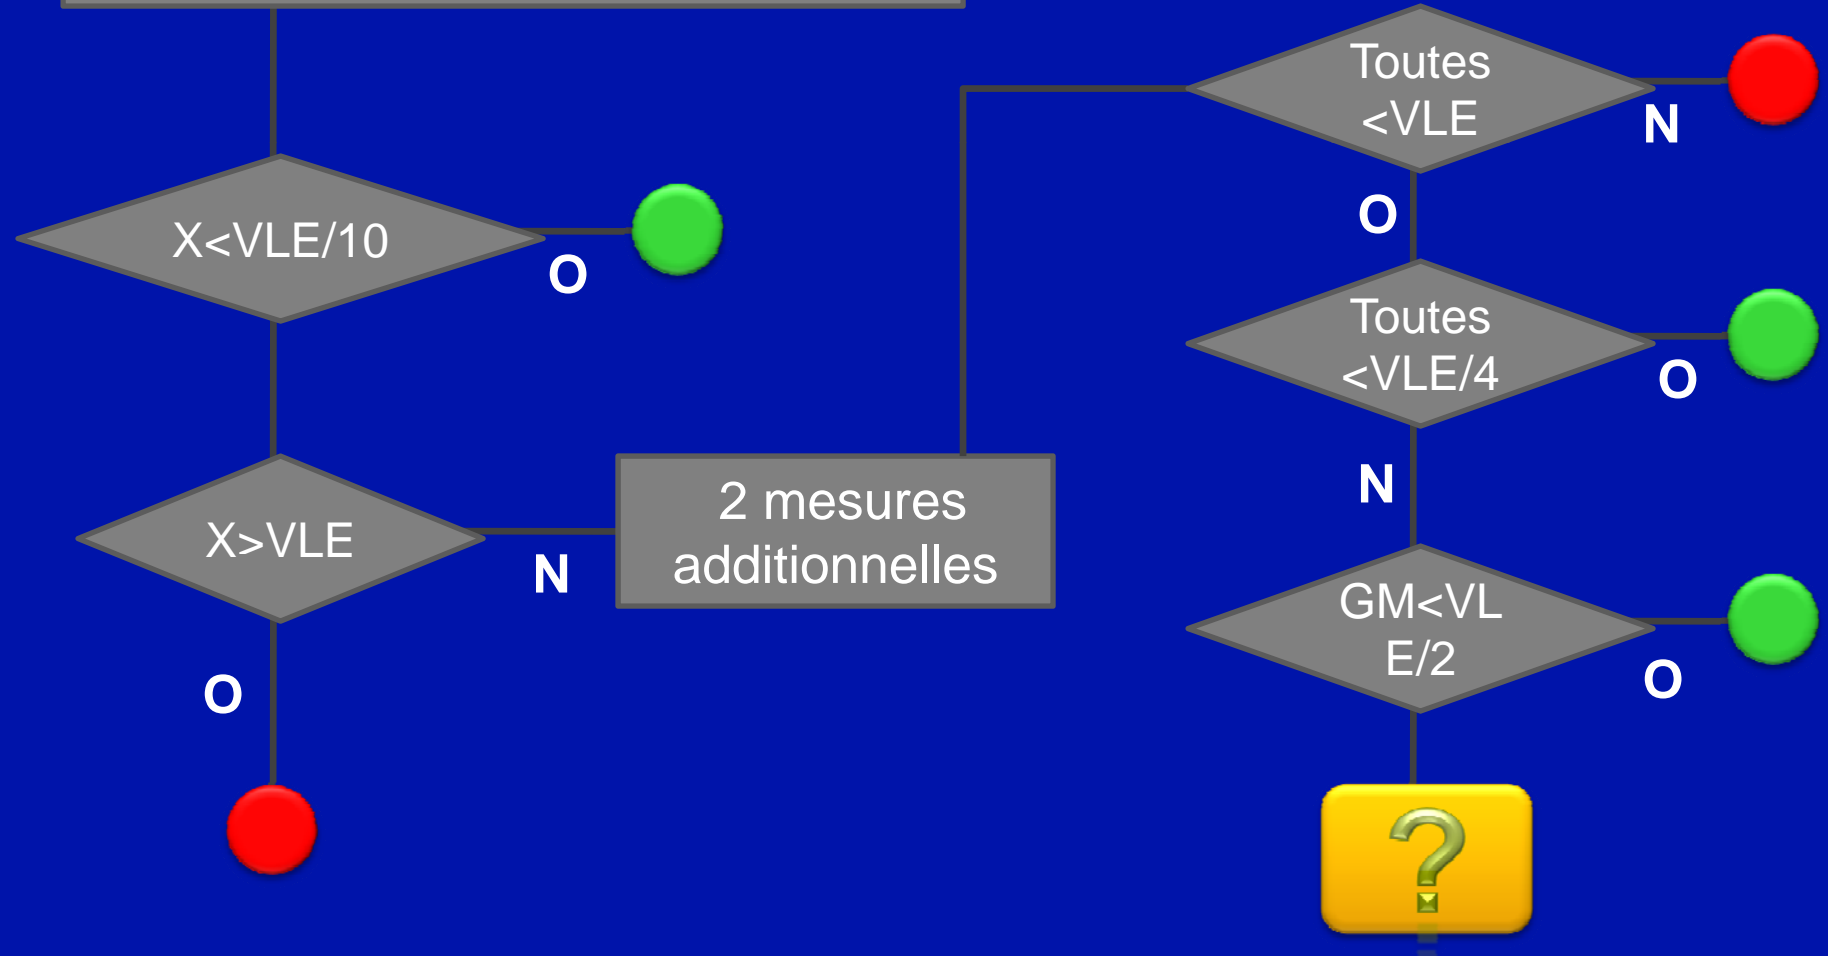 X<VLE/10
O
X>VLE
N
O
2 mesures
additionnelles
Toutes
<VLE
N
O
Toutes
<VLE/4
O
N
GM<VL
E/2
O
?